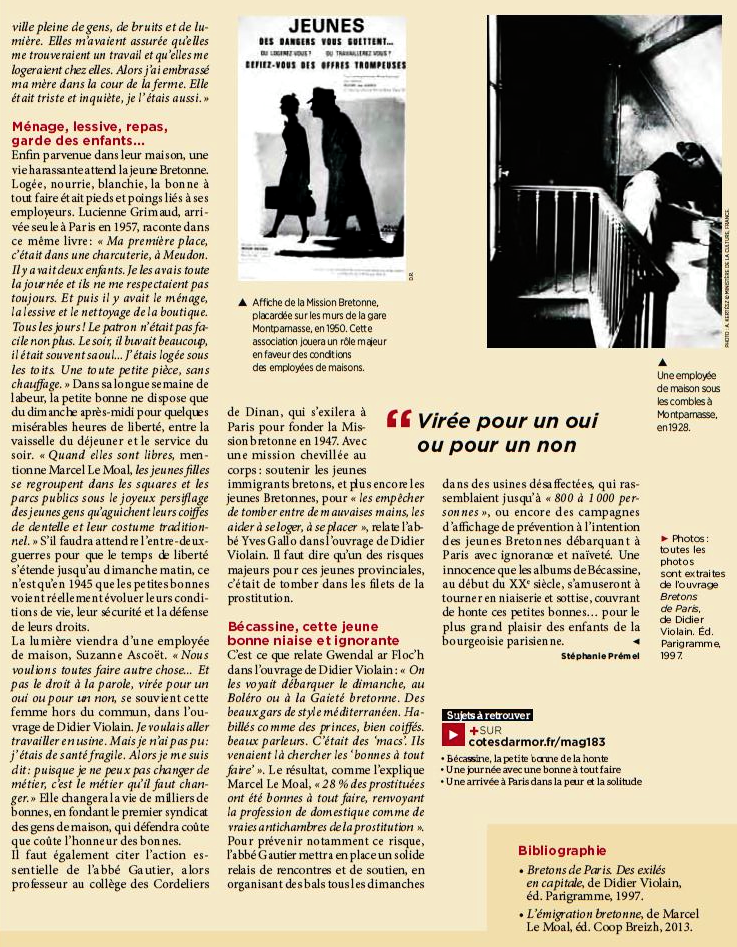 ville pleine de gens, de bruits et de lu-
mière. Elles m'avaient assurée qu'elles
me trouveraient un travail et qu'elles me
logeraient chez elles. Alors j'ai embrassé
ma mère dans la cour de la ferme. Elle
était triste et inquiète, je l'étais aussi. »
Ménage, lessive, repas,
garde des enfants…
Enfin parvenue dans leur maison, une
vie harassante attend la jeune Bretonne.
Logée, nourrie, blanchie, la bonne à
tout faire était pieds et poings liés à ses
employeurs. Lucienne Grimaud, arri-
vée seule à Paris en 1957, raconte dans
ce même livre : « Ma première place,
c'était dans une charcuterie, à Meudon.
Il y avait deux enfants. Je les avais toute
la journée et ils ne me respectaient pas
toujours. Et puis il y avait le ménage,
la lessive et le nettoyage de la boutique.
Tous les jours ! Le patron n'était pas fa-
cile non plus. Le soir, il buvait beaucoup,
il était souvent saoul… J'étais logée sous
les toits. Une toute petite pièce, sans
chauffage. » Dans sa longue semaine de
labeur, la petite bonne ne dispose que
du dimanche après-midi pour quelques
misérables heures de liberté, entre la
vaisselle du déjeuner et le service du
soir. « Quand elles sont libres, men-
tionne Marcel Le Moal, les jeunes filles
se regroupent dans les squares et les
parcs publics sous le joyeux persiflage
des jeunes gens qu'aguichent leurs coiffes
de dentelle et leur costume tradition-
nel. » S'il faudra attendre l'entre-deux-
guerres pour que le temps de liberté
s'étende jusqu'au dimanche matin, ce
n'est qu'en 1945 que les petites bonnes
voient réellement évoluer leurs condi-
tions de vie, leur sécurité et la défense
de leurs droits.
La lumière viendra d'une employée
de maison, Suzanne Ascoët. « Nous
voulions toutes faire autre chose… Et
pas le droit à la parole, virée pour un
oui ou pour un non, se souvient cette
femme hors du commun, dans l'ou-
vrage de Didier Violain. Je voulais aller
travailler en usine. Mais je n'ai pas pu :
j'étais de santé fragile. Alors je me suis
dit : puisque je ne peux pas changer de
métier, c'est le métier qu'il faut chan-
ger. » Elle changera la vie de milliers de
bonnes, en fondant le premier syndicat
des gens de maison, qui défendra coûte
que coûte l'honneur des bonnes.
Il faut également citer l'action es-
sentielle de l'abbé Gautier, alors
professeur au collège des Cordeliers
JEUNES
DES DANGERS VOUS GUETTENT...
OU LOGEREZ VOUS ? OU TRAVAILLEREZ VOUS ?
DEFIEZ-VOUS DES OFFRES TROMPEUSES
D.R.
▲ Affiche de la Mission Bretonne,
placardée sur les murs de la gare
Montparnasse, en 1950. Cette
association jouera un rôle majeur
en faveur des conditions
des employées de maisons.
PHOTO : A. KERTÉSZ © MINISTÈRE DE LA CULTURE, FRANCE.
▲
Une employée
de maison sous
les combles à
Montparnasse,
en 1928.
de Dinan, qui s'exilera à
Paris pour fonder la Mis-
sion bretonne en 1947. Avec
une mission chevillée au
corps : soutenir les jeunes
immigrants bretons, et plus encore les
jeunes Bretonnes, pour « les empêcher
de tomber entre de mauvaises mains, les
aider à se loger, à se placer », relate l'ab-
bé Yves Gallo dans l'ouvrage de Didier
Violain. Il faut dire qu'un des risques
majeurs pour ces jeunes provinciales,
c'était de tomber dans les filets de la
prostitution.
Bécassine, cette jeune
bonne niaise et ignorante
C'est ce que relate Gwendal ar Floc'h
dans l'ouvrage de Didier Violain : « On
les voyait débarquer le dimanche, au
Boléro ou à la Gaieté bretonne. Des
beaux gars de style méditerranéen. Ha-
billés comme des princes, bien coiffés.
beaux parleurs. C'était des 'macs'. Ils
venaient là chercher les 'bonnes à tout
faire' ». Le résultat, comme l'explique
Marcel Le Moal, « 28 % des prostituées
ont été bonnes à tout faire, renvoyant
la profession de domestique comme de
vraies antichambres de la prostitution ».
Pour prévenir notamment ce risque,
l'abbé Gautier mettra en place un solide
relais de rencontres et de soutien, en
organisant des bals tous les dimanches
“ Virée pour un oui
ou pour un non
dans des usines désaffectées, qui ras-
semblaient jusqu'à « 800 à 1 000 per-
sonnes », ou encore des campagnes
d'affichage de prévention à l'intention
des jeunes Bretonnes débarquant à
Paris avec ignorance et naïveté. Une
innocence que les albums de Bécassine,
au début du XXe siècle, s'amuseront à
tourner en niaiserie et sottise, couvrant
de honte ces petites bonnes… pour le
plus grand plaisir des enfants de la
bourgeoisie parisienne. ◄
Stéphanie Prémel
► Photos :
toutes les
photos
sont extraites
de l'ouvrage
Bretons
de Paris,
de Didier
Violain. Éd.
Parigramme,
1997.
Sujets à retrouver
+ SUR
cotesdarmor.fr/mag183
• Bécassine, la petite bonne de la honte
• Une journée avec une bonne à tout faire
• Une arrivée à Paris dans la peur et la solitude
Bibliographie
• Bretons de Paris. Des exilés
en capitale, de Didier Violain,
éd. Parigramme, 1997.
• L'émigration bretonne, de Marcel
Le Moal, éd. Coop Breizh, 2013.